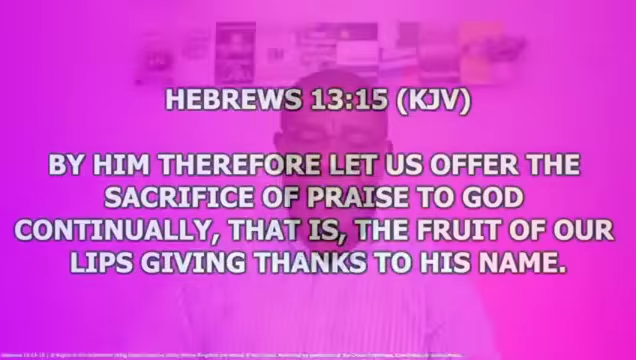 HEBREWS 13:15 (KJV)
BY HIM THEREFORE LET US OFFER THE
SACRIFICE OF PRAISE TO GOD
CONTINUALLY, THAT IS, THE FRUIT OF OUR
LIPS GIVING THANKS TO HIS NAME.